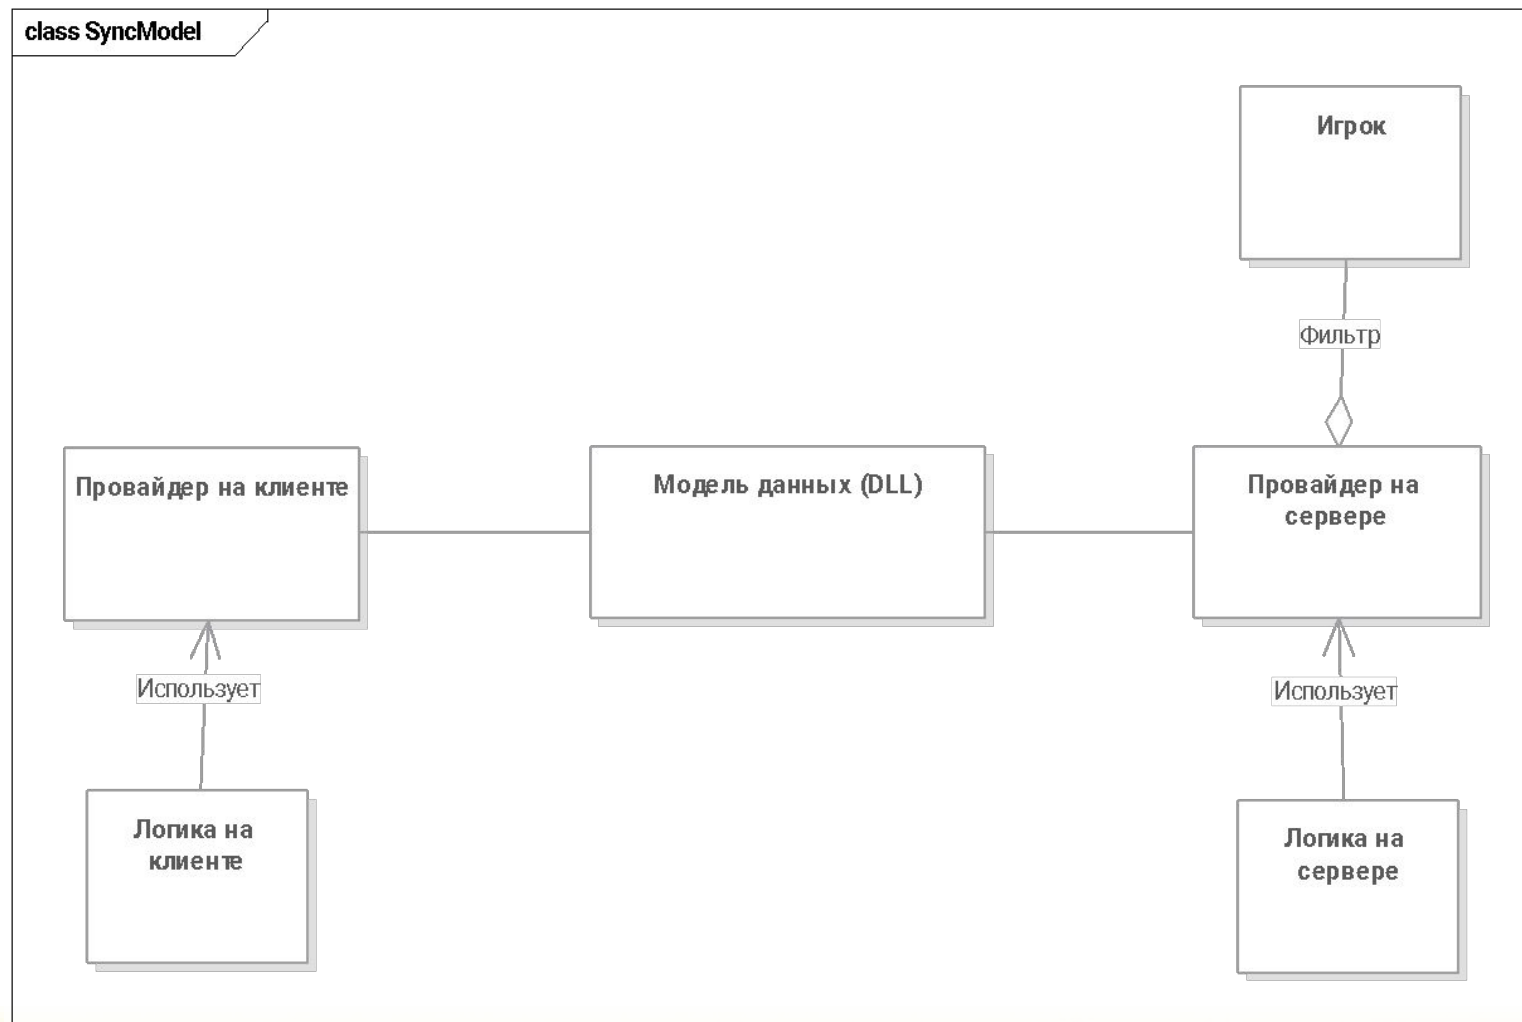 class SyncModel
Игрок
Фильтр
Провайдер на клиенте
Модель данных (DLL)
Провайдер на
сервере
Использует
Использует
Логика на
клиенте
Логика на
сервере